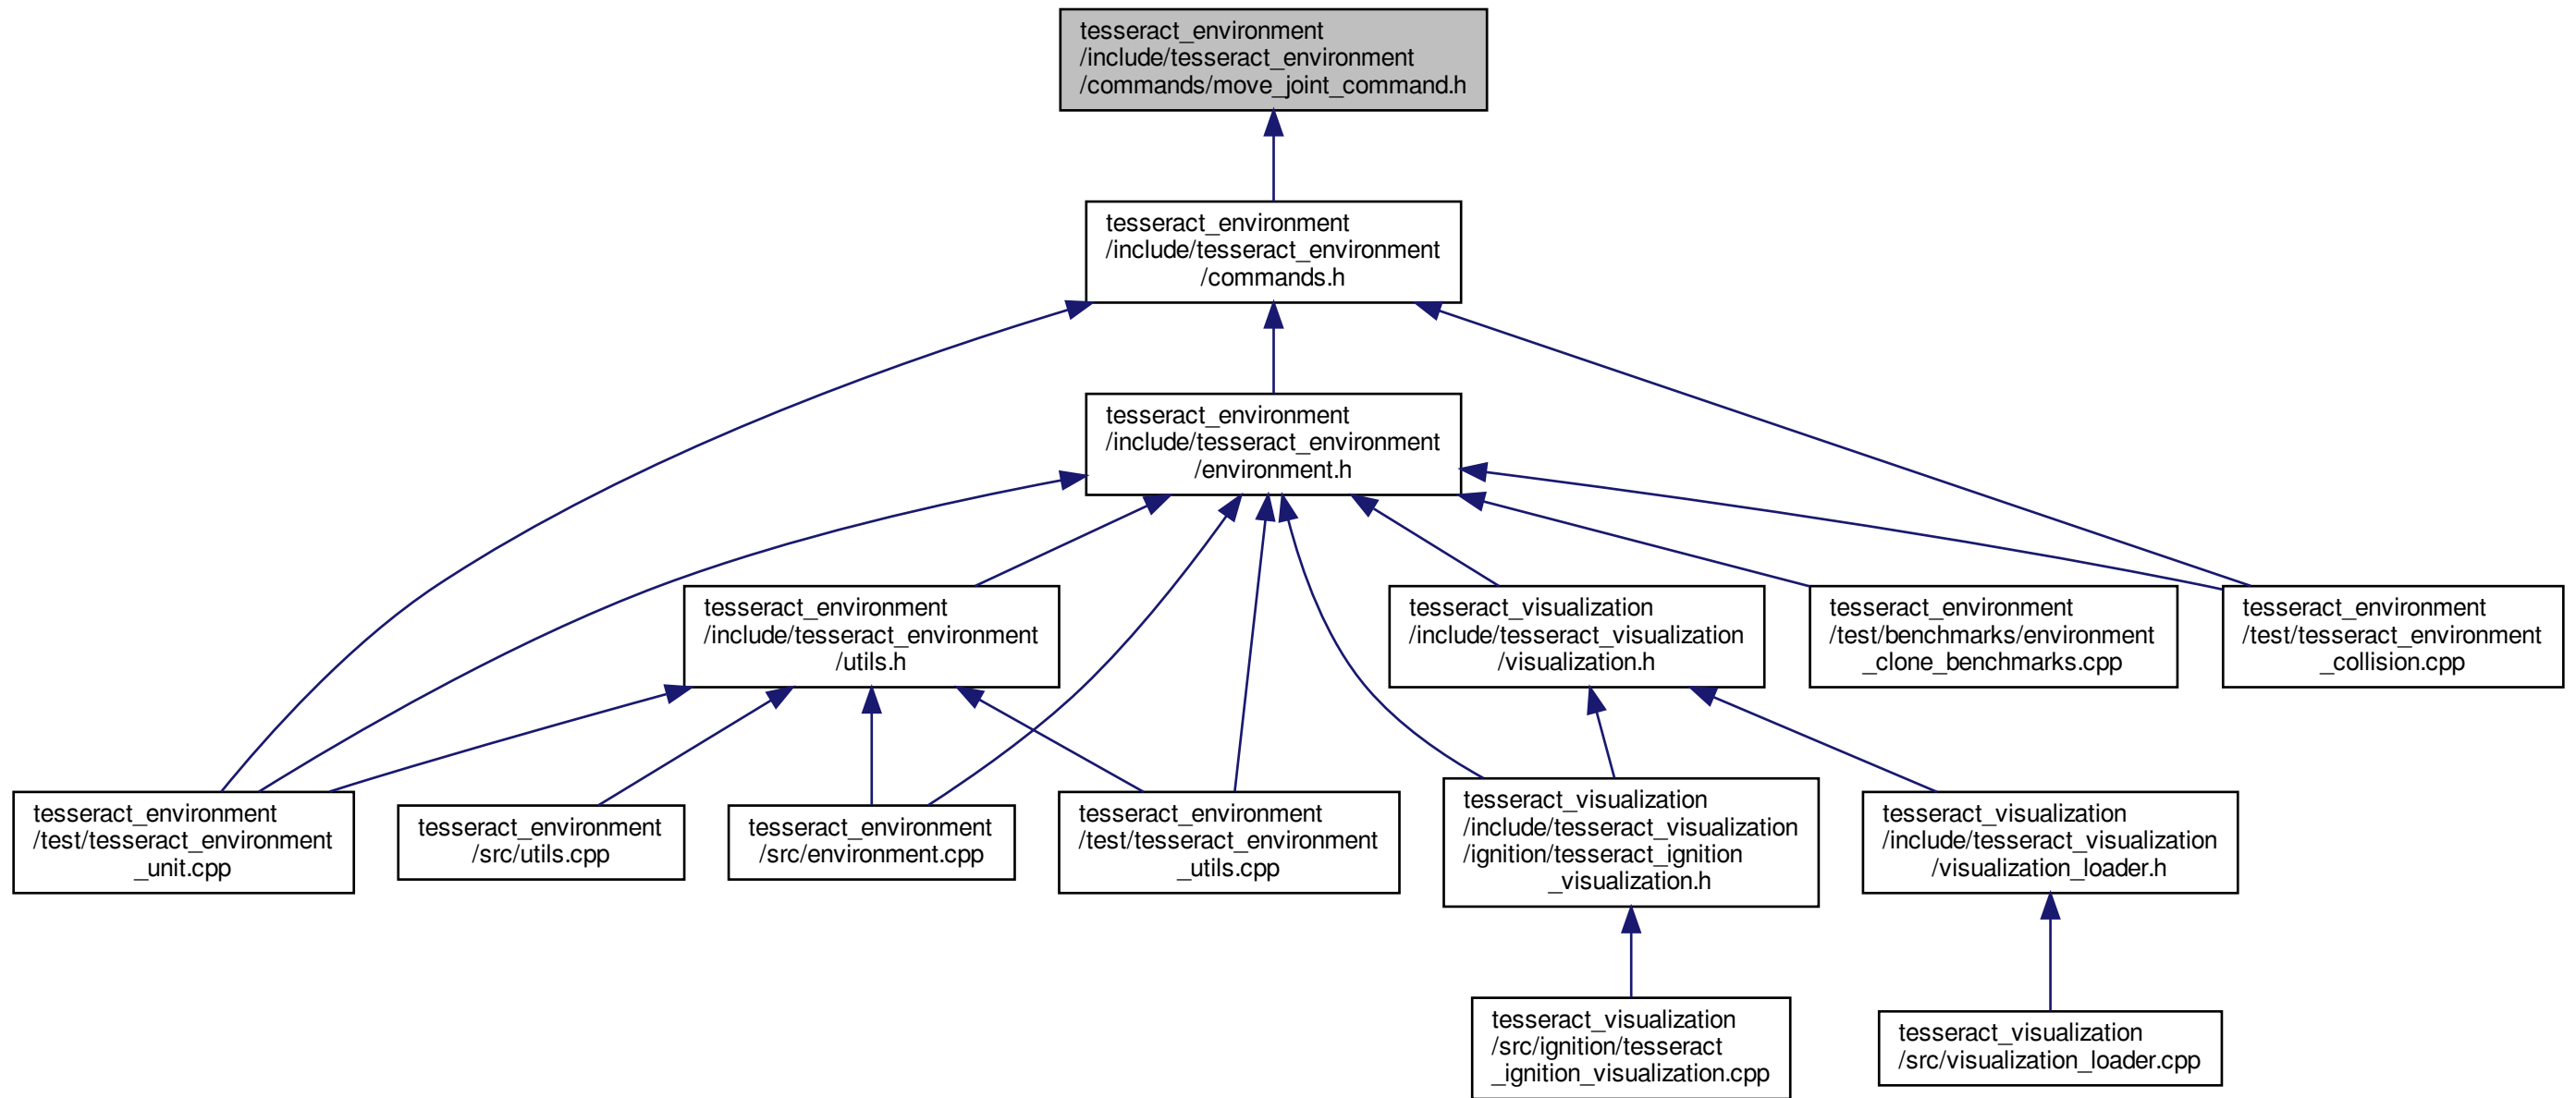 tesseract_environment
/include/tesseract_environment
/commands/move_joint_command.h
tesseract_environment
/include/tesseract_environment
/commands.h
tesseract_environment
/include/tesseract_environment
/environment.h
tesseract_environment
/include/tesseract_environment
/utils.h
tesseract_visualization
/include/tesseract_visualization
/visualization.h
tesseract_environment
/test/benchmarks/environment
_clone_benchmarks.cpp
tesseract_environment
/test/tesseract_environment
_collision.cpp
tesseract_environment
/test/tesseract_environment
_unit.cpp
tesseract_environment
/src/utils.cpp
tesseract_environment
/src/environment.cpp
tesseract_environment
/test/tesseract_environment
_utils.cpp
tesseract_visualization
/include/tesseract_visualization
/ignition/tesseract_ignition
_visualization.h
tesseract_visualization
/include/tesseract_visualization
/visualization_loader.h
tesseract_visualization
/src/ignition/tesseract
_ignition_visualization.cpp
tesseract_visualization
/src/visualization_loader.cpp